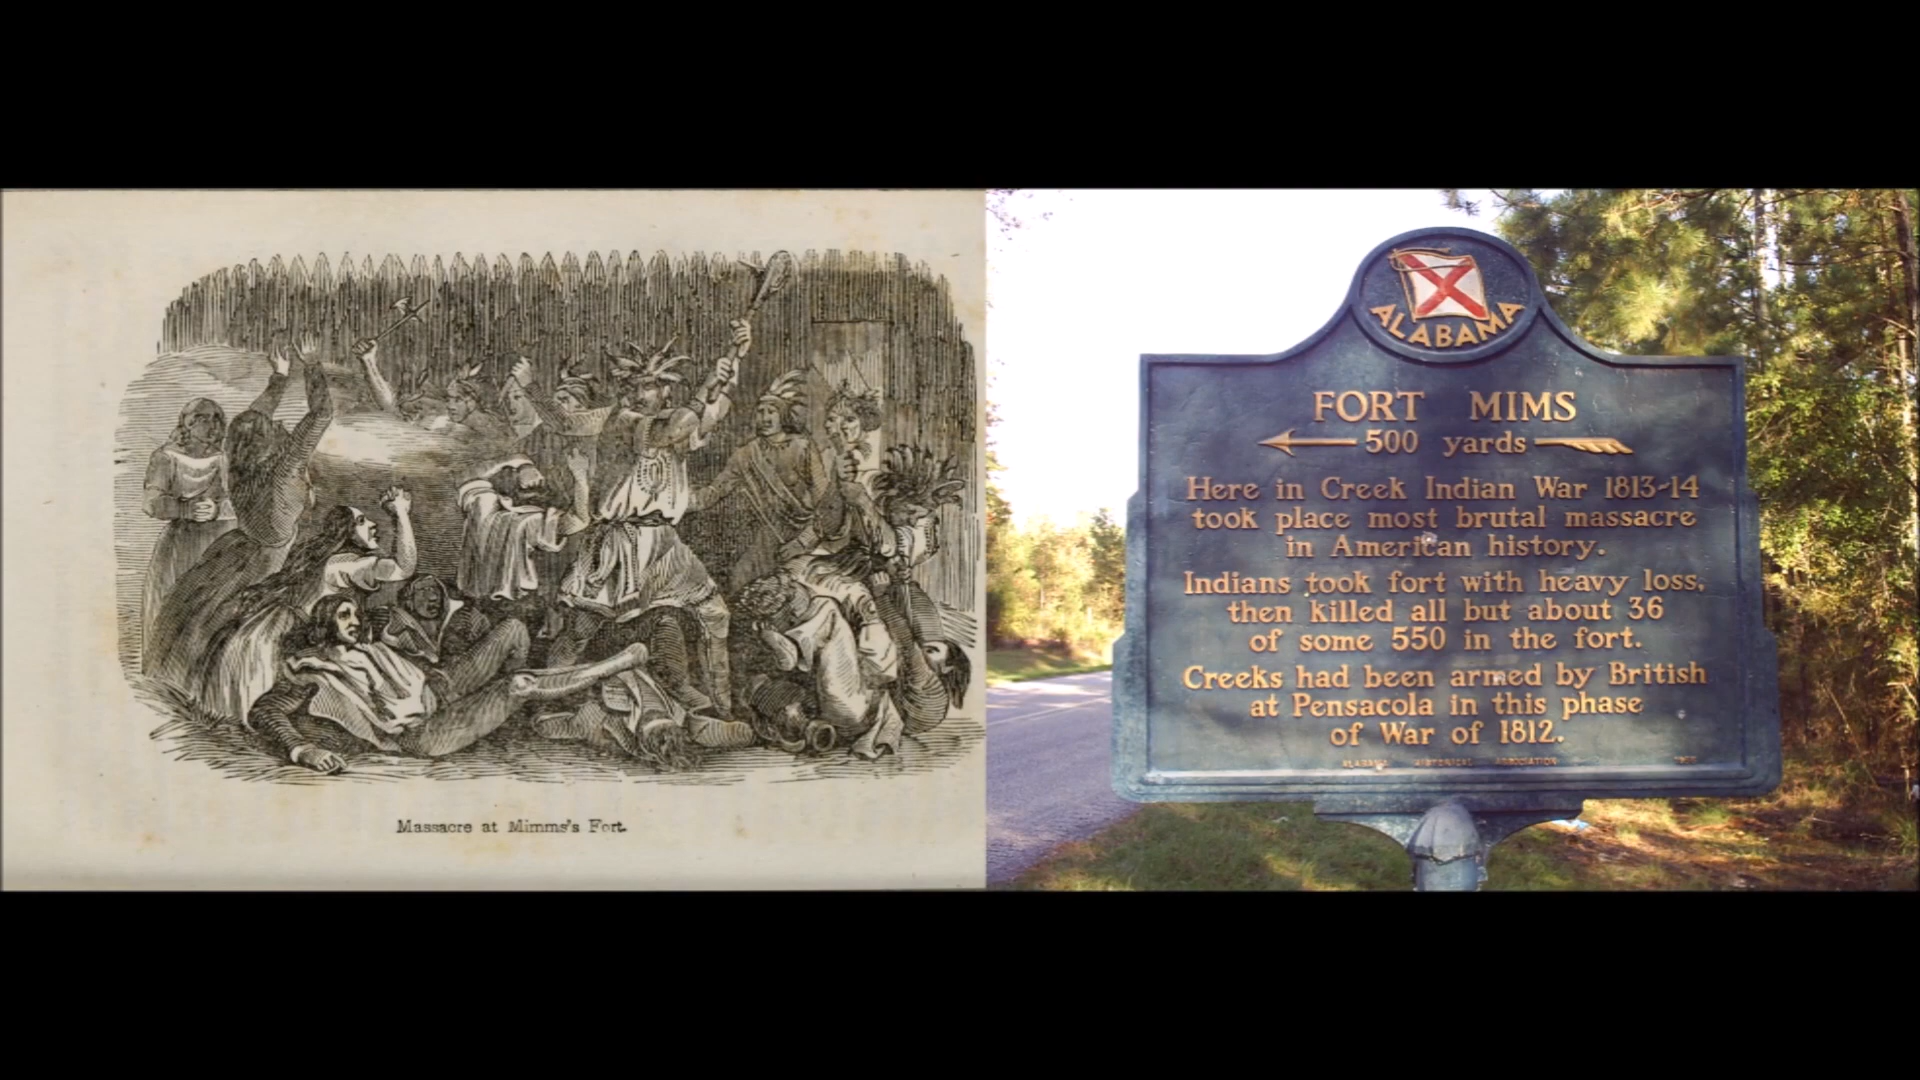 Massacre at Mimms's Fort.
ALABAMA
FORT MIMS
500 yards
Here in Creek Indian War 1813-14
took place most brutal massacre
in American history.
Indians took fort with heavy loss,
then killed all but about 36
of some 550 in the fort.
Creeks had been armed by British
at Pensacola in this phase
of War of 1812.
ALABAMA HISTORICAL ASSOCIATION